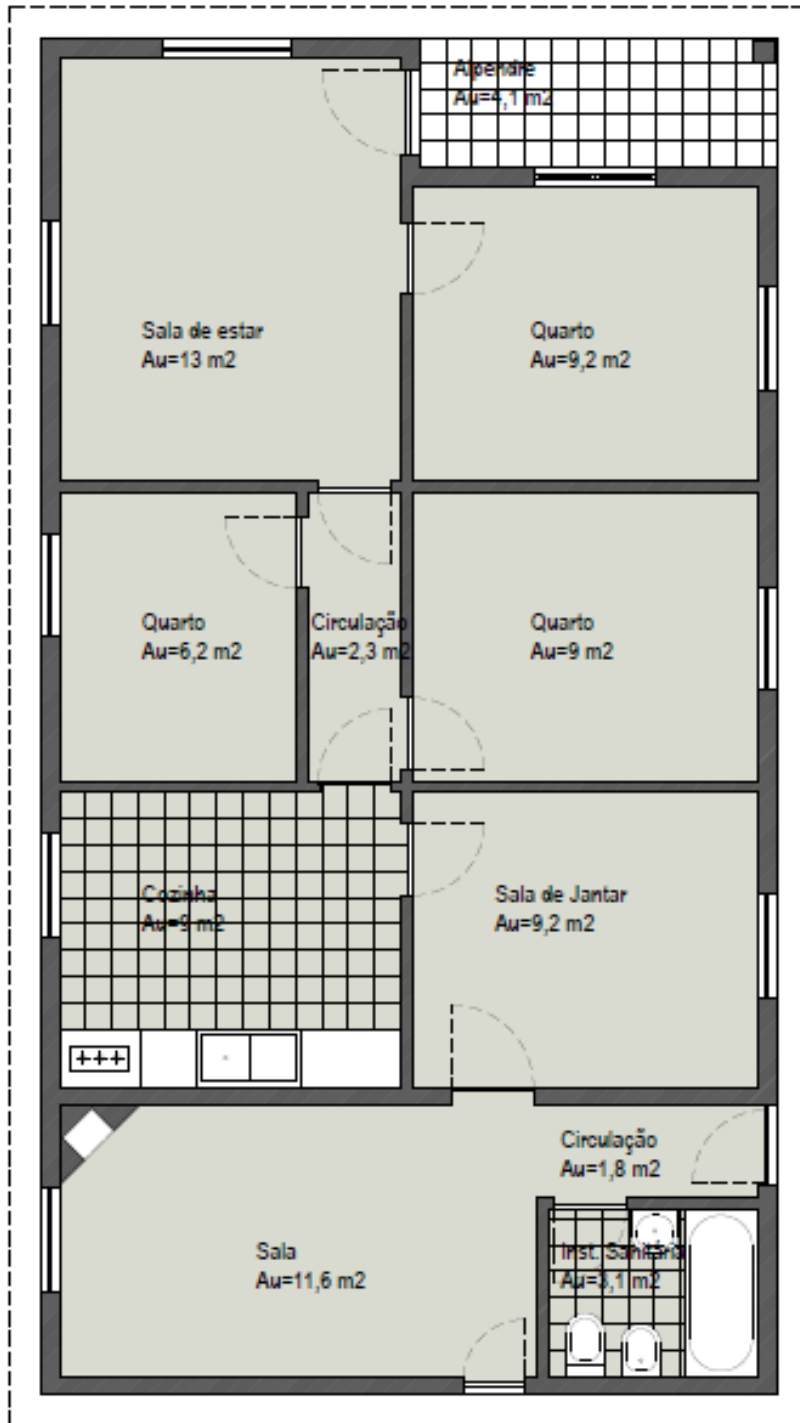 Alpendre
Au=4,1 m2
Sala de estar
Au=13 m2
Quarto
Au=9,2 m2
Quarto
Au=6,2 m2
Circulação
Au=2,3 m2
Quarto
Au=9 m2
Cozinha
Au=9 m2
Sala de Jantar
Au=9,2 m2
Circulação
Au=1,8 m2
Sala
Au=11,6 m2
Inst. Sanitária
Au=3,1 m2